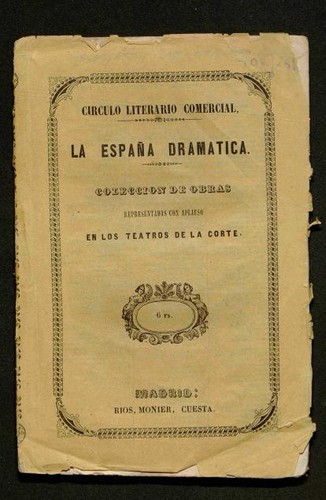 CIRCULO LITERARIO COMERCIAL.
LA ESPAÑA DRAMATICA.
COLECCION DE OBRAS
REPRESENTADAS CON APLAUSO
EN LOS TEATROS DE LA CORTE.
6 rs.
MADRID:
RIOS, MONIER, CUESTA.